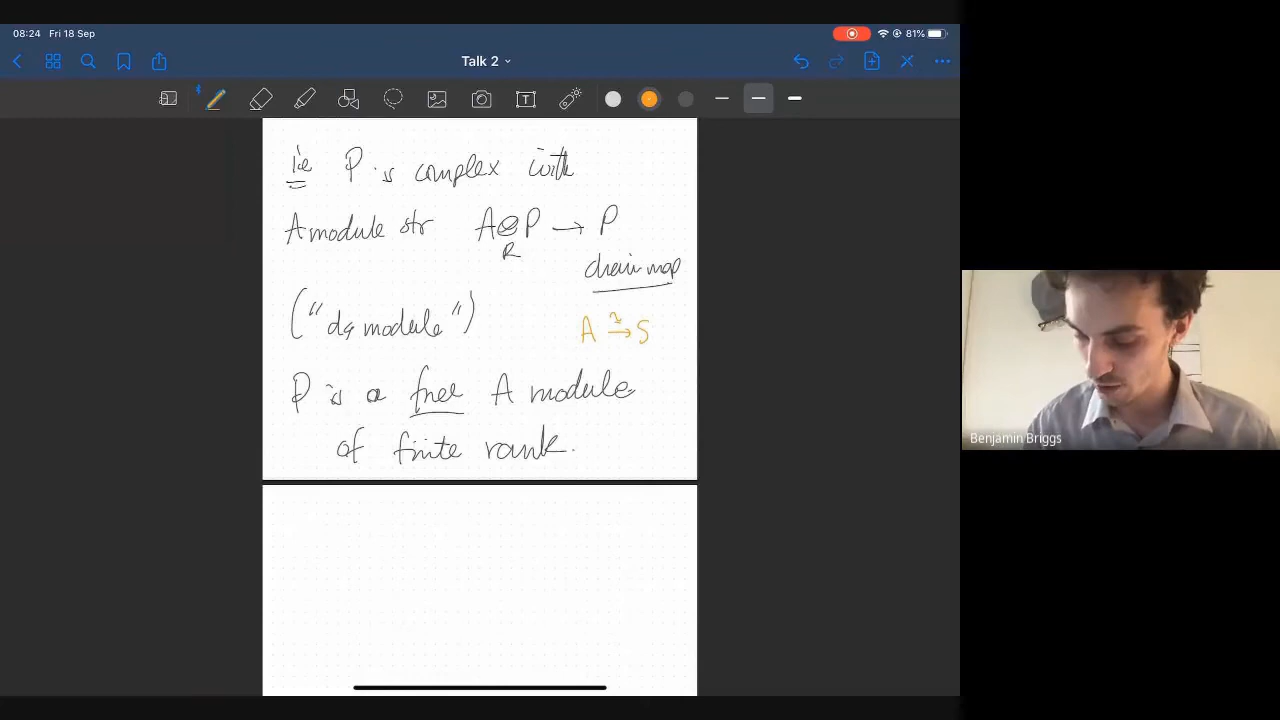 08:24 Fri 18 Sep
81%
Talk 2
T
ie P is complex with
A module str A⊗P → P
R
chain map
("dg module")
A ≃→ S
P is a free A module
of finite rank.
Benjamin Briggs